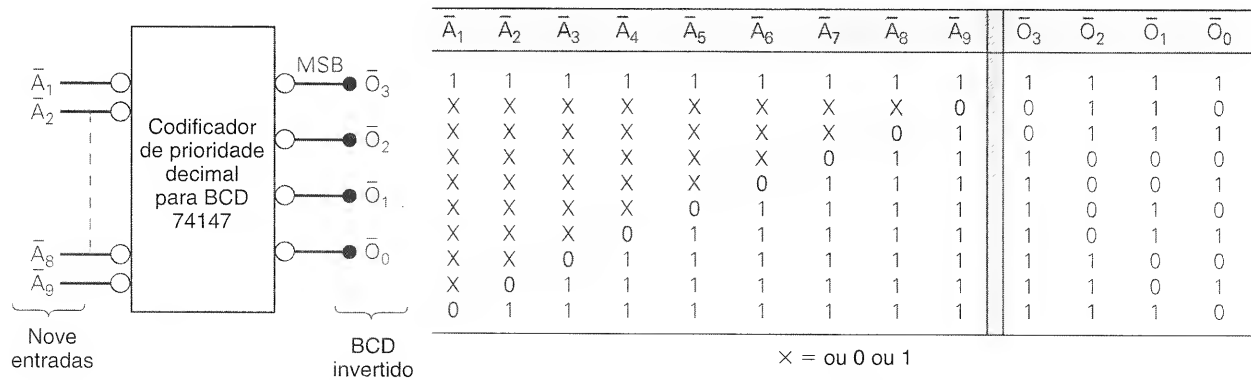 Ā₁
Ā₂
Ā₈
Ā₉
Nove
entradas
Codificador
de prioridade
decimal
para BCD
74147
MSB
Ō₃
Ō₂
Ō₁
Ō₀
BCD
invertido
Ā₁ Ā₂ Ā₃ Ā₄ Ā₅ Ā₆ Ā₇ Ā₈ Ā₉ Ō₃ Ō₂ Ō₁ Ō₀
1 1 1 1 1 1 1 1 1 1 1 1 1
X X X X X X X X 0 0 1 1 0
X X X X X X X 0 1 0 1 1 1
X X X X X X 0 1 1 1 0 0 0
X X X X X 0 1 1 1 1 0 0 1
X X X X 0 1 1 1 1 1 0 1 0
X X X 0 1 1 1 1 1 1 0 1 1
X X 0 1 1 1 1 1 1 1 1 0 0
X 0 1 1 1 1 1 1 1 1 1 0 1
0 1 1 1 1 1 1 1 1 1 1 1 0
X = ou 0 ou 1